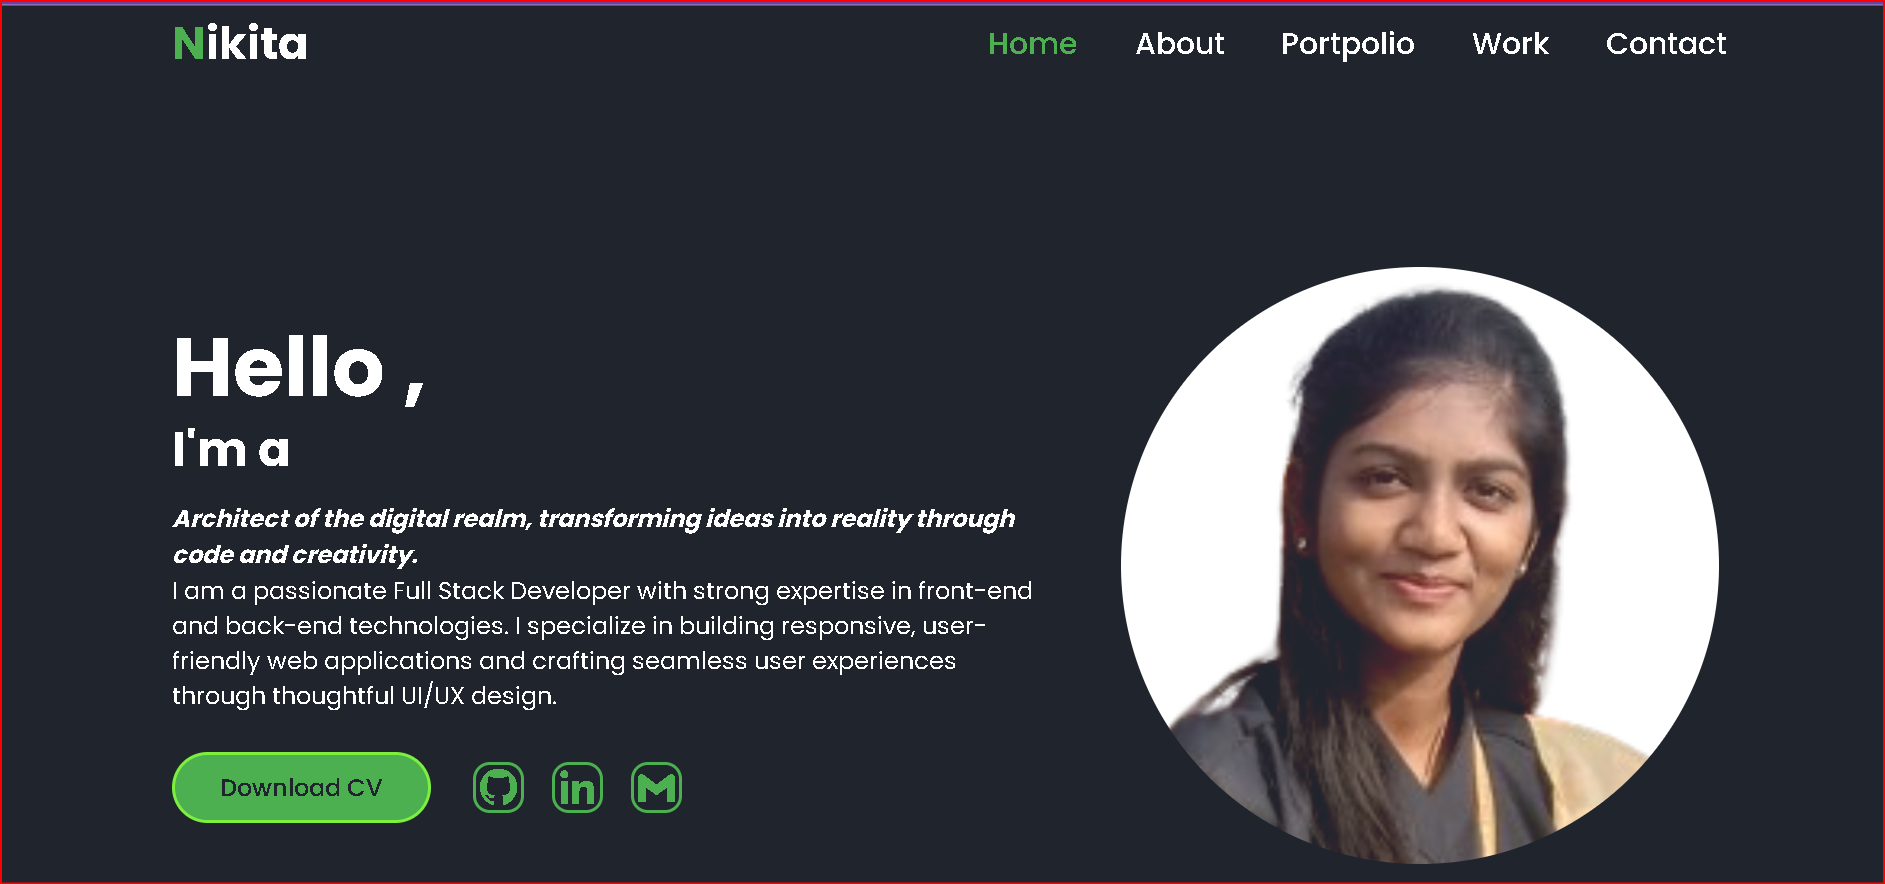 Nikita
Home About Portpolio Work Contact
Hello ,
I'm a
Architect of the digital realm, transforming ideas into reality through
code and creativity.
I am a passionate Full Stack Developer with strong expertise in front-end
and back-end technologies. I specialize in building responsive, user-
friendly web applications and crafting seamless user experiences
through thoughtful UI/UX design.
Download CV in M